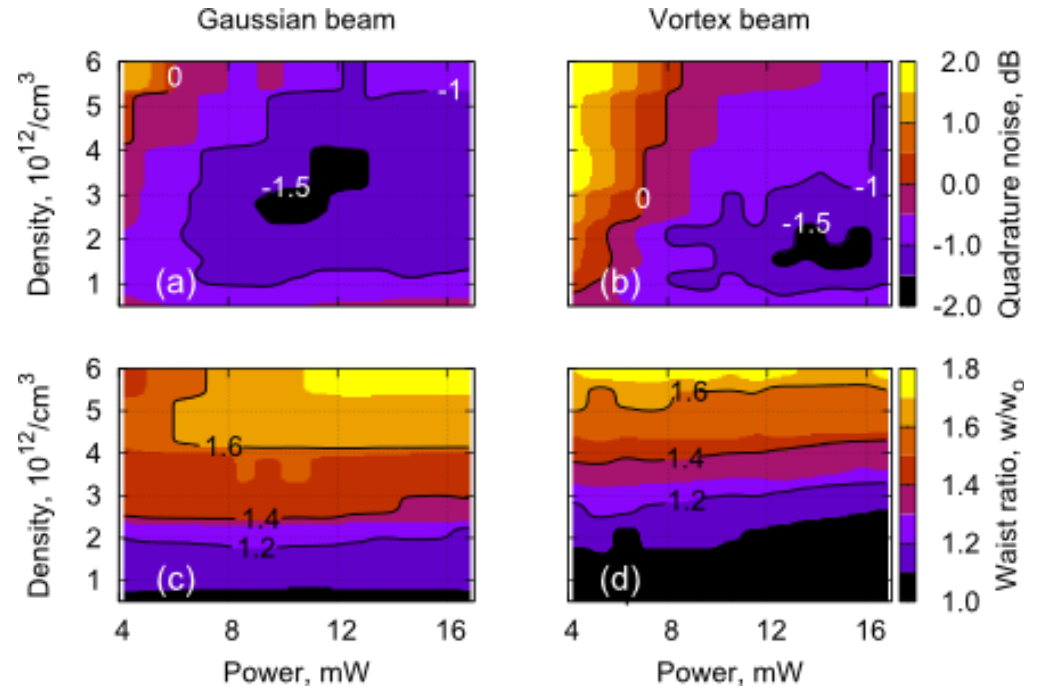 Gaussian beam
Vortex beam
Density, 10^12/cm^3
6
5
4
3
2
1
0
-1
-1.5
(a)
0
-1
-1.5
(b)
2.0
1.0
0.0
-1.0
-2.0
Quadrature noise, dB
Density, 10^12/cm^3
6
5
4
3
2
1
1.6
1.4
1.2
(c)
4 8 12 16
Power, mW
1.6
1.4
1.2
(d)
4 8 12 16
Power, mW
1.8
1.6
1.4
1.2
1.0
Waist ratio, w/w_o